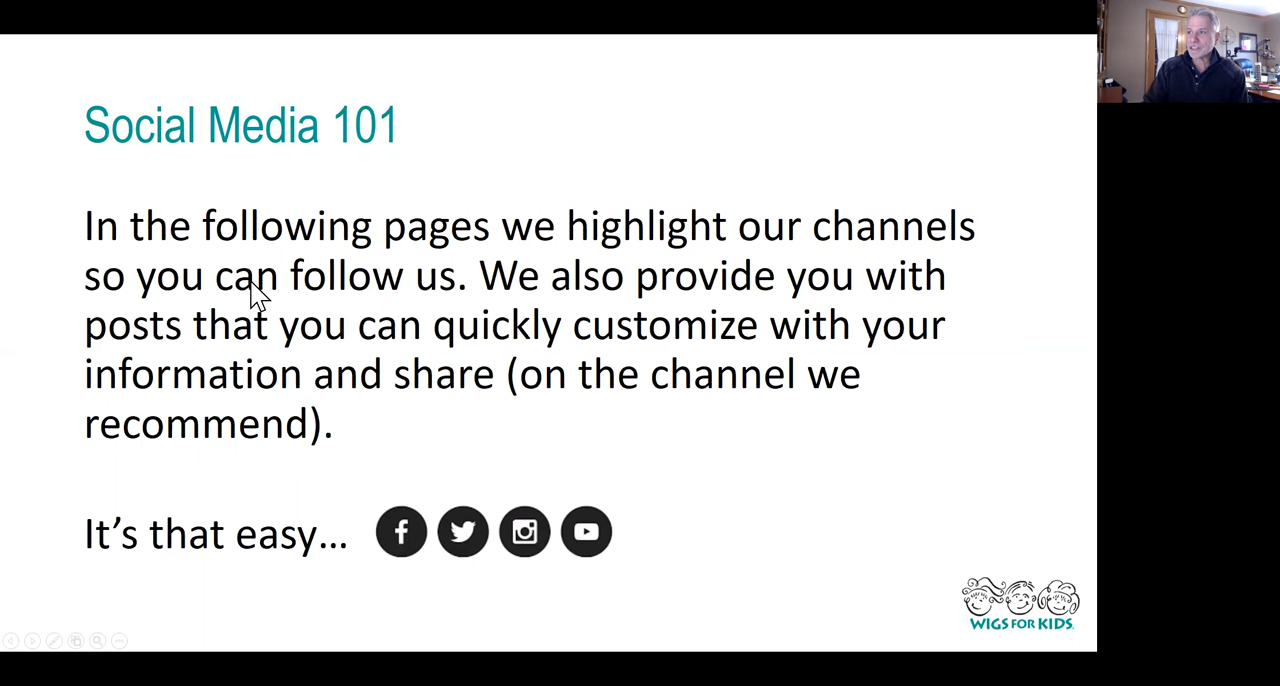 Social Media 101
In the following pages we highlight our channels
so you can follow us. We also provide you with
posts that you can quickly customize with your
information and share (on the channel we
recommend).
It’s that easy...
WIGS FOR KIDS